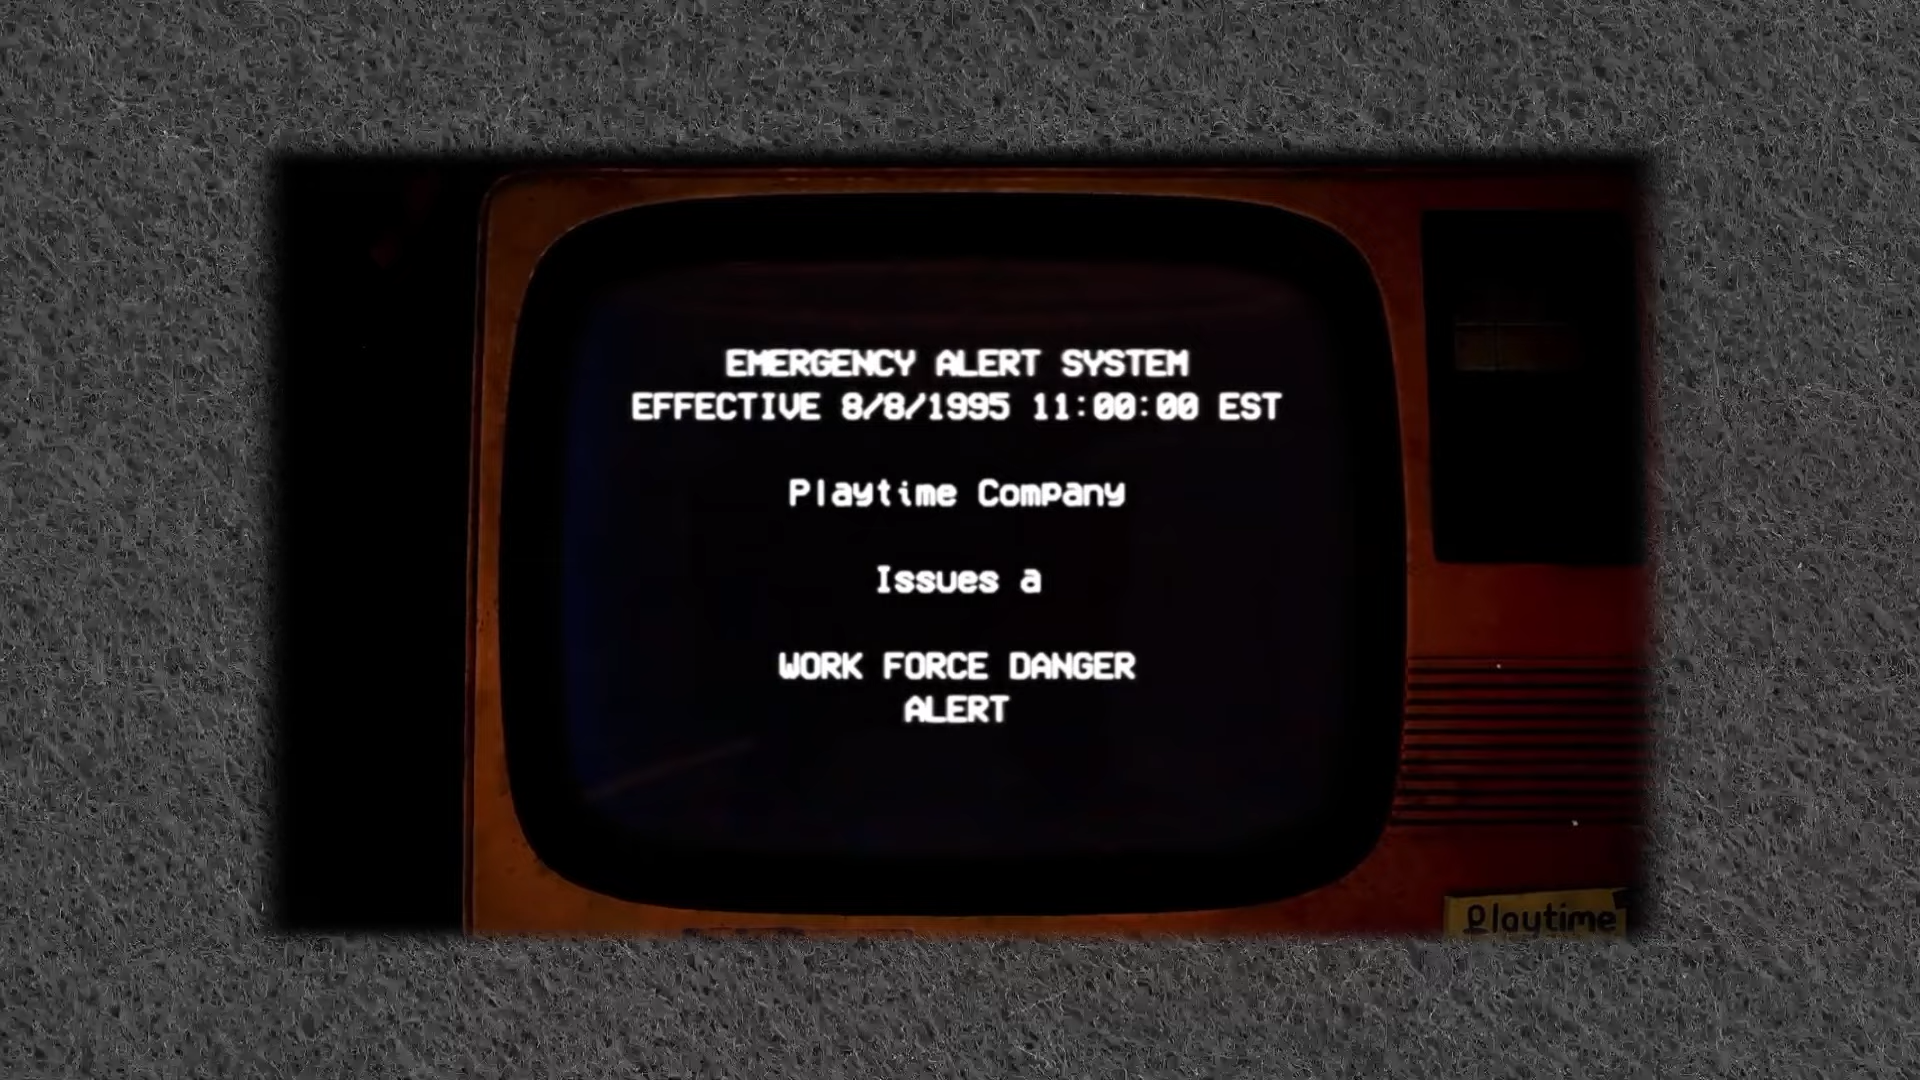 EMERGENCY ALERT SYSTEM
EFFECTIVE 8/8/1995 11:00:00 EST
Playtime Company
Issues a
WORK FORCE DANGER
ALERT
Playtime